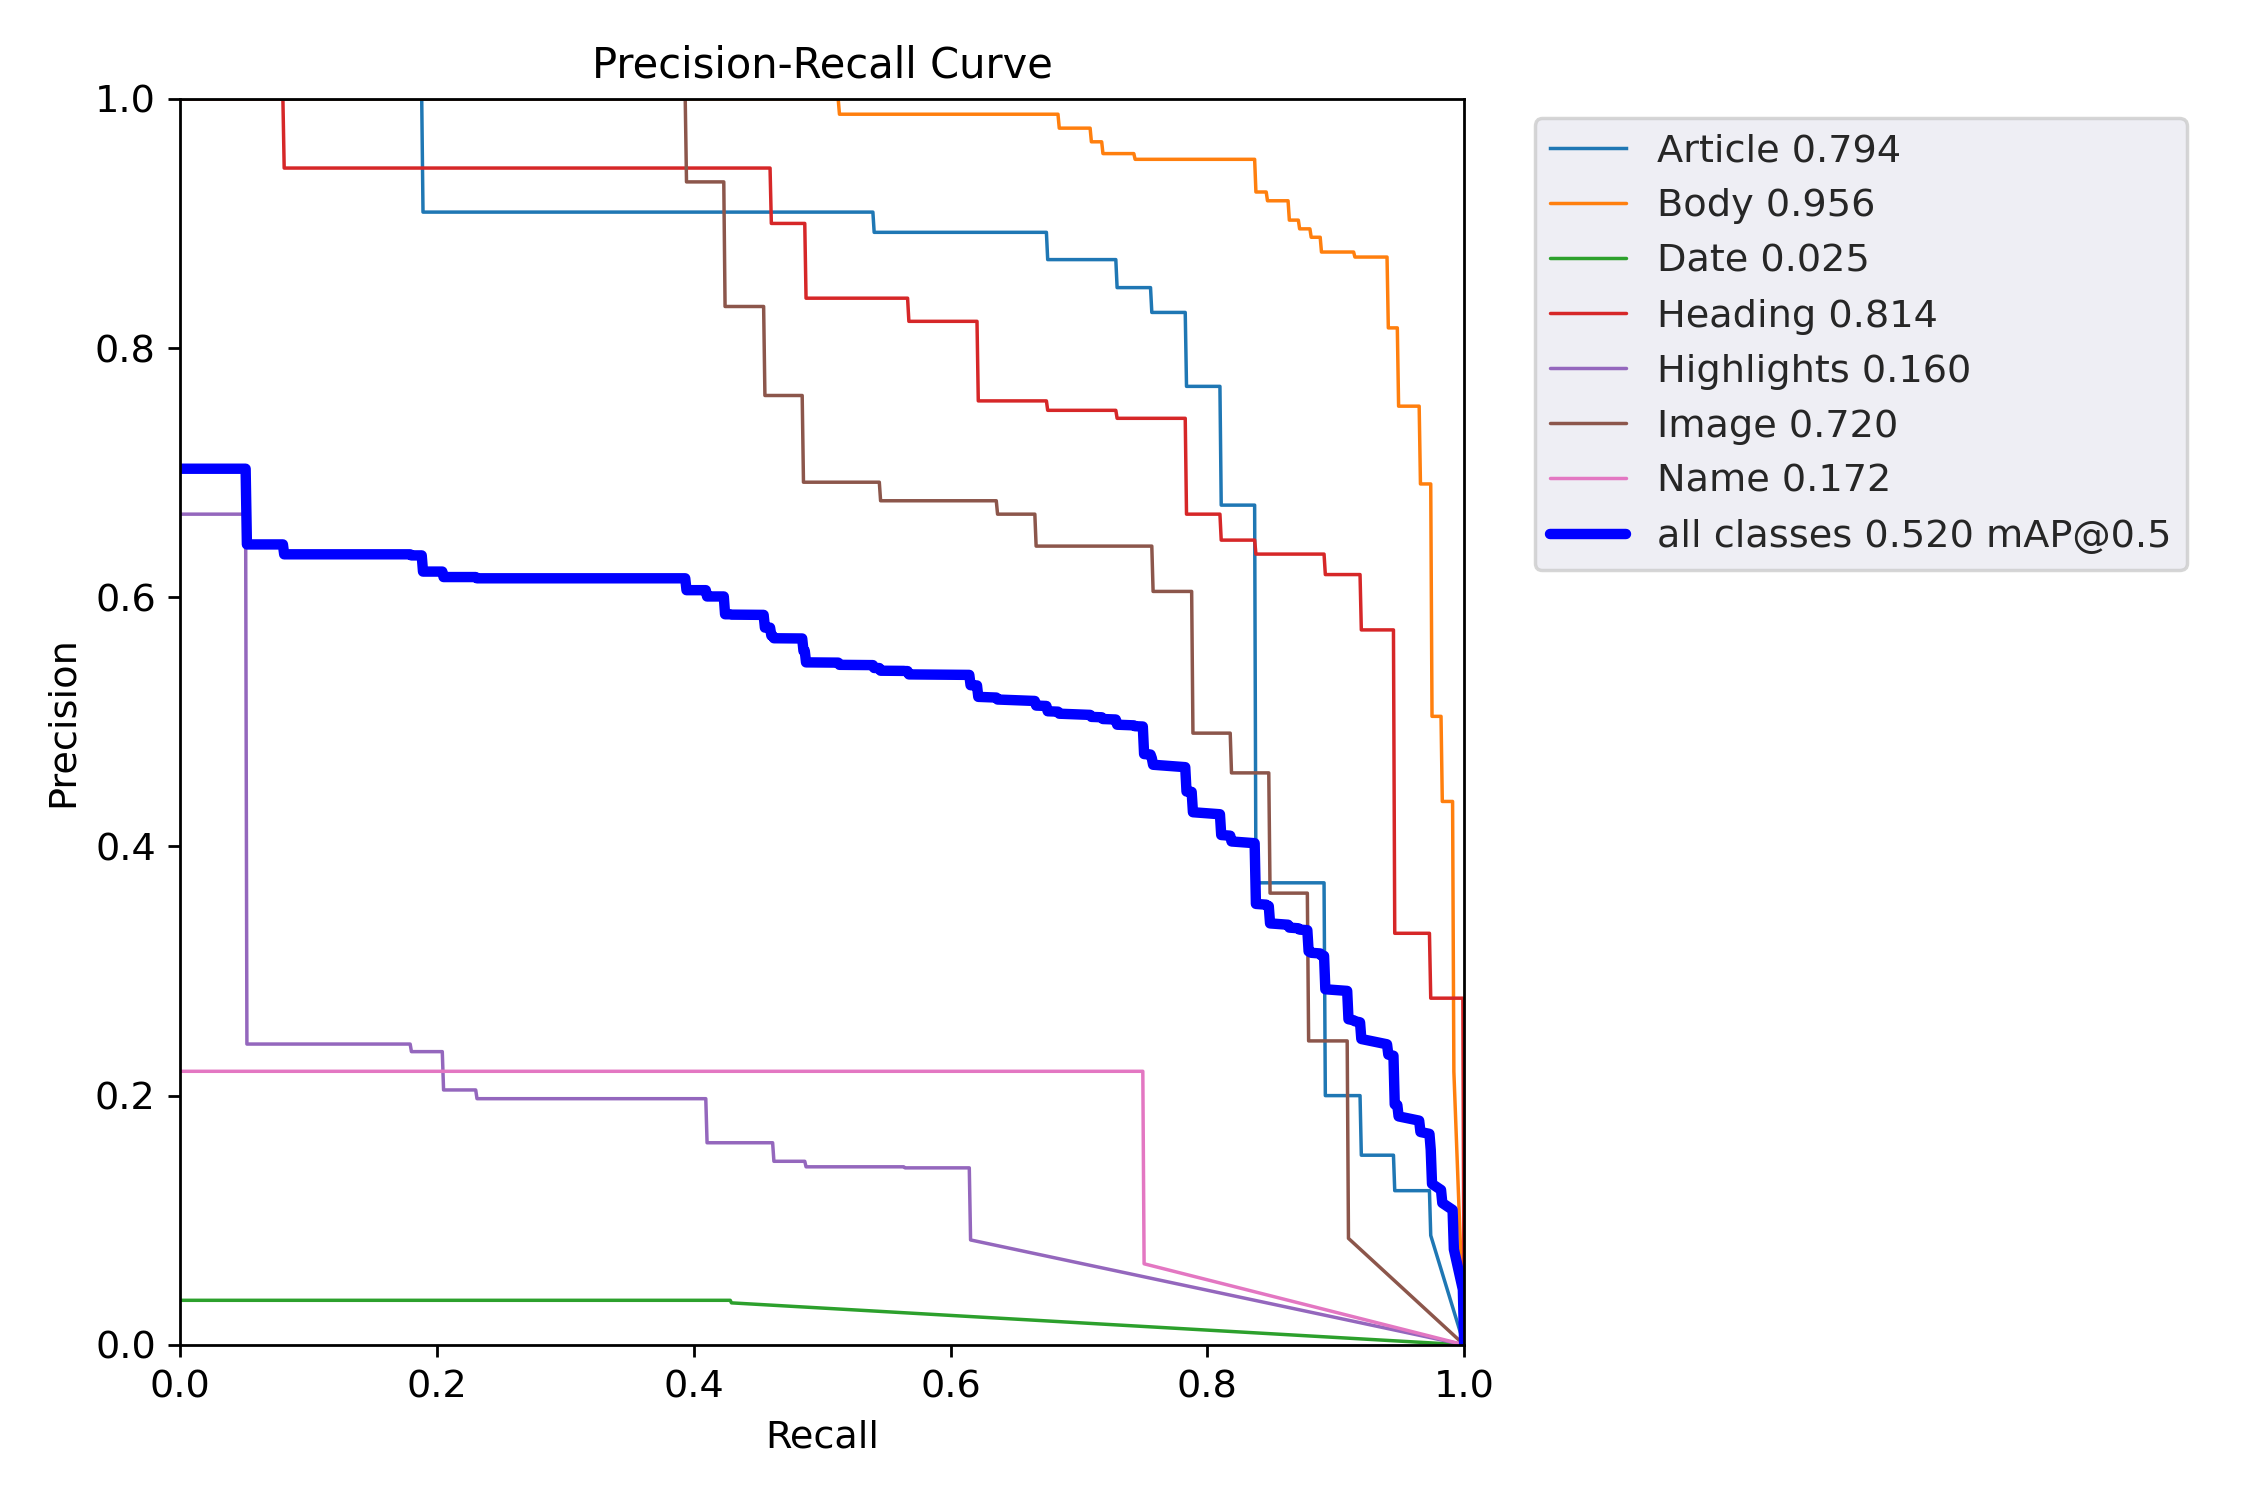 Precision-Recall Curve
1.0
0.8
0.6
0.4
0.2
0.0
Precision
0.0 0.2 0.4 0.6 0.8 1.0
Recall
Article 0.794
Body 0.956
Date 0.025
Heading 0.814
Highlights 0.160
Image 0.720
Name 0.172
all classes 0.520 mAP@0.5